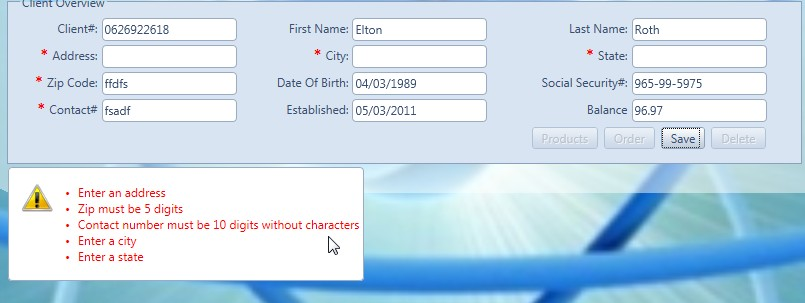 Client Overview
Client#: 0626922618 First Name: Elton Last Name: Roth
* Address: * City: * State:
* Zip Code: ffdfs Date Of Birth: 04/03/1989 Social Security#: 965-99-5975
* Contact# fsadf Established: 05/03/2011 Balance 96.97
Products Order Save Delete
• Enter an address
• Zip must be 5 digits
• Contact number must be 10 digits without characters
• Enter a city
• Enter a state